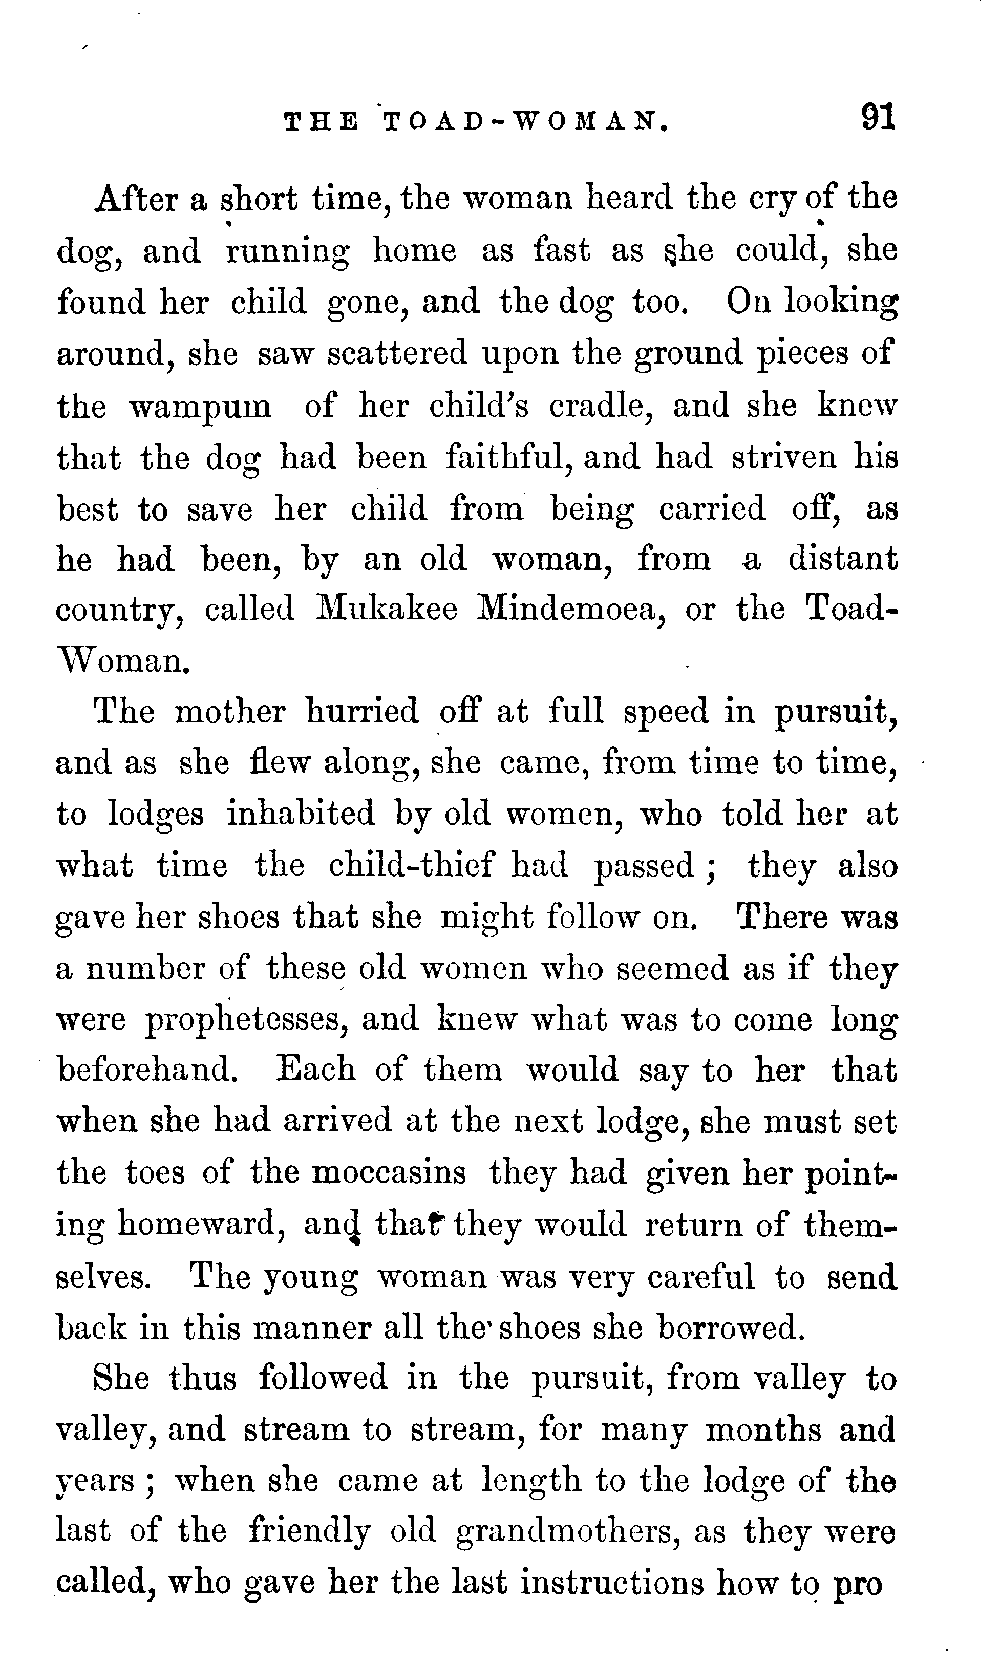 THE TOAD-WOMAN. 91
After a short time, the woman heard the cry of the
dog, and running home as fast as she could, she
found her child gone, and the dog too. On looking
around, she saw scattered upon the ground pieces of
the wampum of her child's cradle, and she knew
that the dog had been faithful, and had striven his
best to save her child from being carried off, as
he had been, by an old woman, from a distant
country, called Mukakee Mindemoea, or the Toad-
Woman.
The mother hurried off at full speed in pursuit,
and as she flew along, she came, from time to time,
to lodges inhabited by old women, who told her at
what time the child-thief had passed ; they also
gave her shoes that she might follow on. There was
a number of these old women who seemed as if they
were prophetesses, and knew what was to come long
beforehand. Each of them would say to her that
when she had arrived at the next lodge, she must set
the toes of the moccasins they had given her point-
ing homeward, and that they would return of them-
selves. The young woman was very careful to send
back in this manner all the shoes she borrowed.
She thus followed in the pursuit, from valley to
valley, and stream to stream, for many months and
years ; when she came at length to the lodge of the
last of the friendly old grandmothers, as they were
called, who gave her the last instructions how to pro